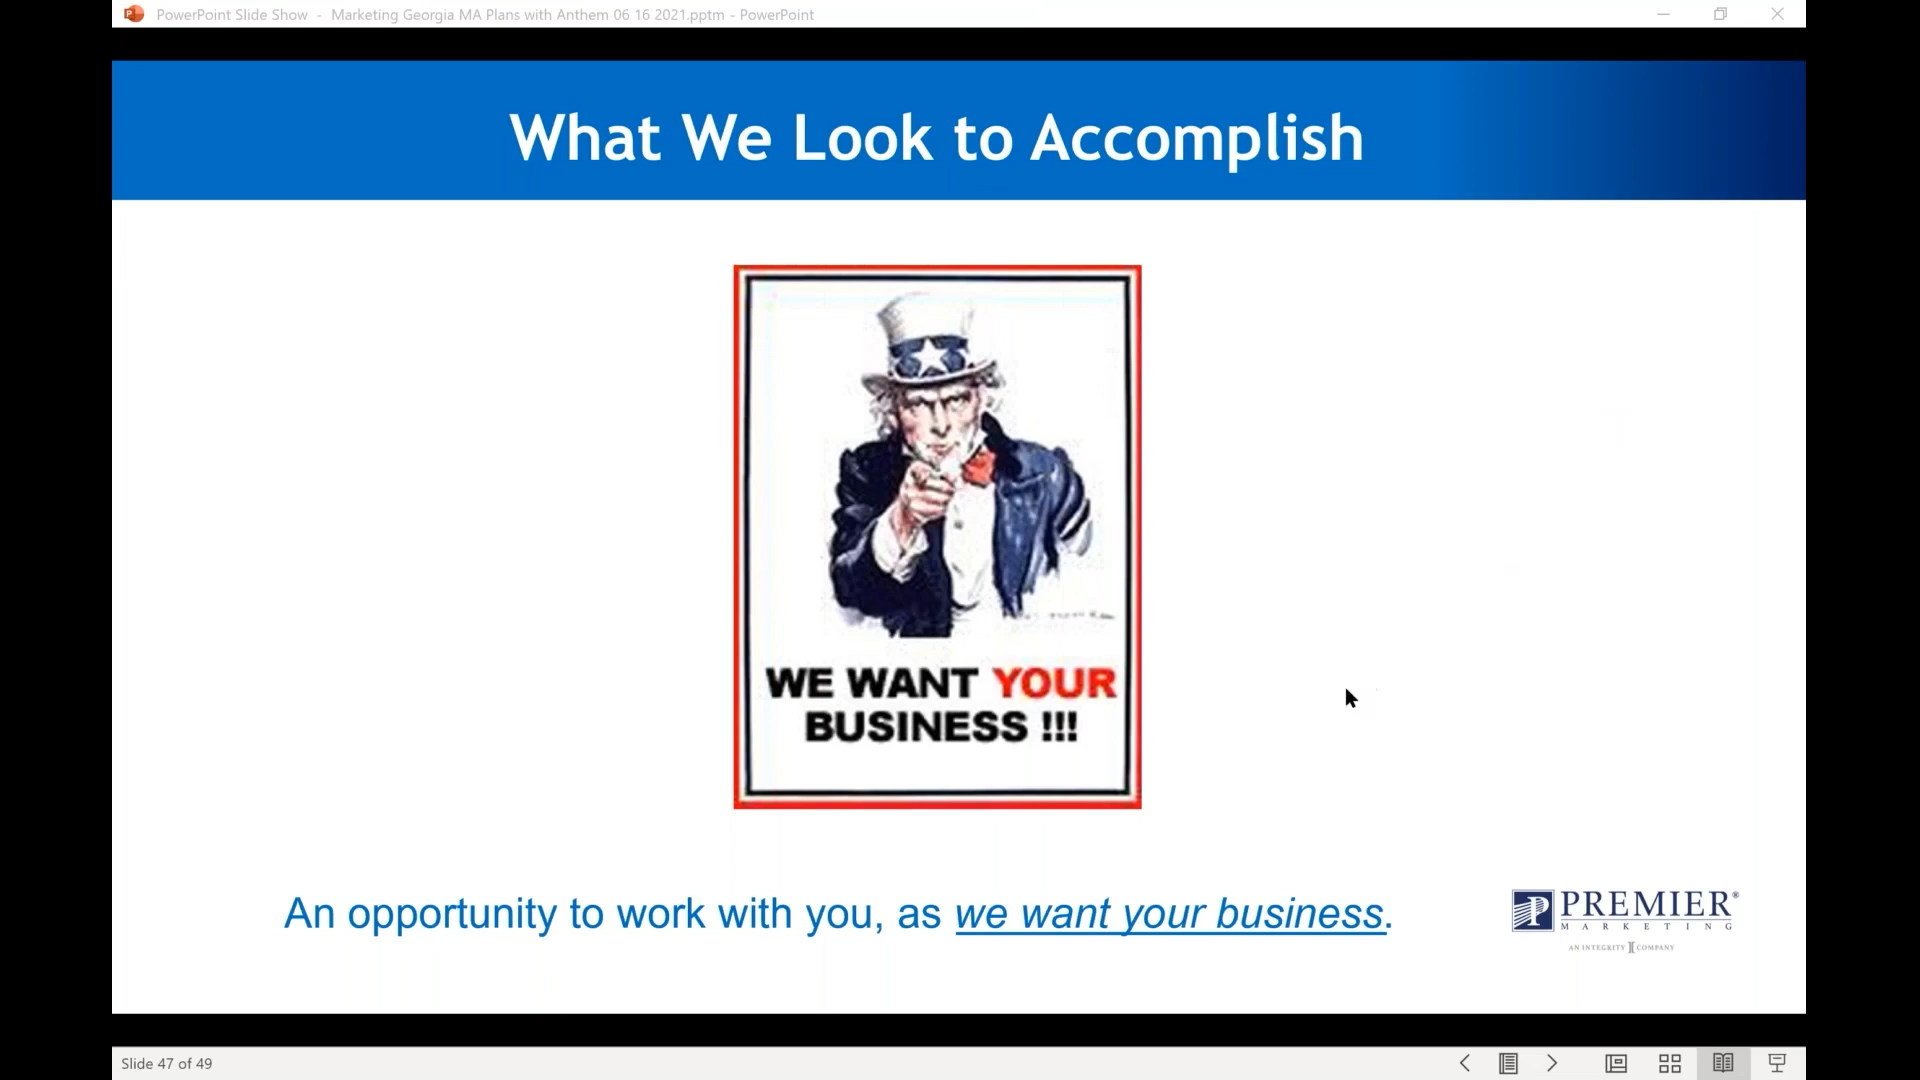 PowerPoint Slide Show - Marketing Georgia MA Plans with Anthem 06 16 2021.pptm - PowerPoint
What We Look to Accomplish
WE WANT YOUR
BUSINESS !!!
An opportunity to work with you, as we want your business.
PREMIER®
MARKETING
AN INTEGRITY COMPANY
Slide 47 of 49